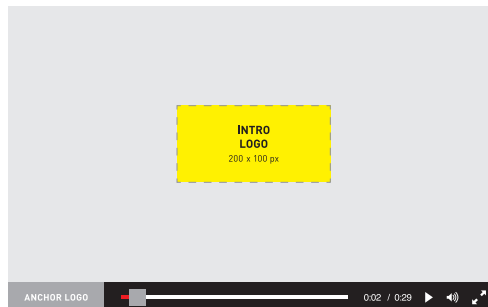 INTRO
LOGO
200 x 100 px
ANCHOR LOGO
0:02 / 0:29